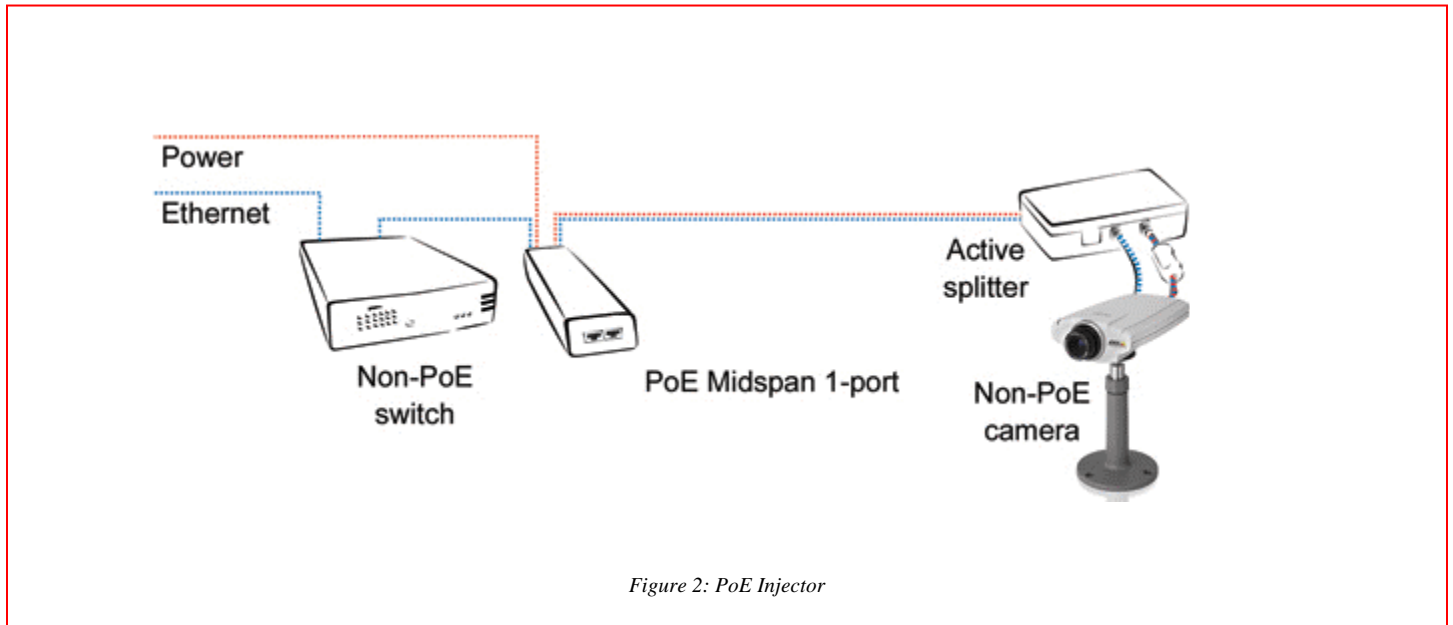 Power
Ethernet
Non-PoE
switch
PoE Midspan 1-port
Active
splitter
Non-PoE
camera
Figure 2: PoE Injector